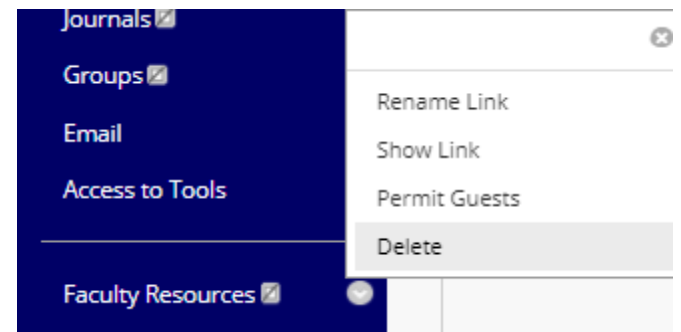 Journals
Groups
Email
Access to Tools
Faculty Resources
Rename Link
Show Link
Permit Guests
Delete